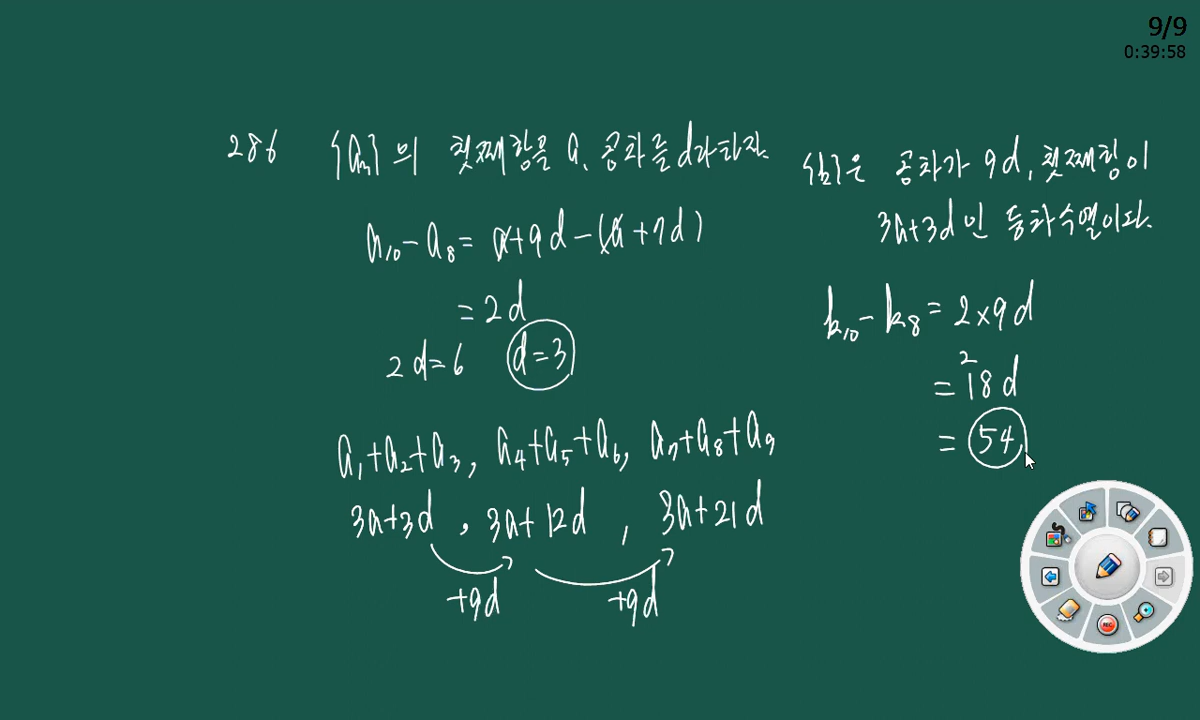 9/9
0:39:58
286 {aₙ}의 첫째항을 a, 공차를 d라 하자.
a₁₀-a₈=a+9d-(a+7d)
=2d
2d=6 d=3
a₁+a₂+a₃, a₄+a₅+a₆, a₇+a₈+a₉
3a+3d, 3a+12d, 3a+21d
+9d +9d
{bₙ}은 공차가 9d, 첫째항이
3a+3d인 등차수열이다.
b₁₀-b₈=2×9d
=18d
=54
REC